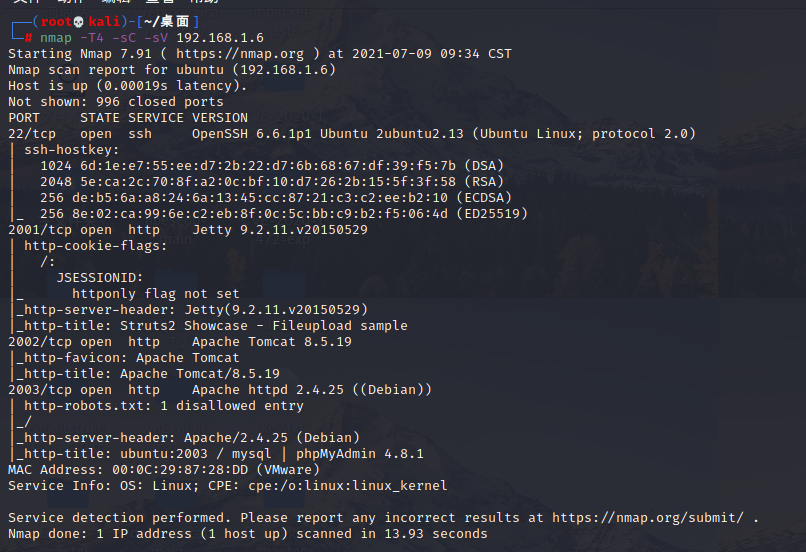 ┌──(root💀kali)-[~/桌面]
└─# nmap -T4 -sC -sV 192.168.1.6
Starting Nmap 7.91 ( https://nmap.org ) at 2021-07-09 09:34 CST
Nmap scan report for ubuntu (192.168.1.6)
Host is up (0.00019s latency).
Not shown: 996 closed ports
PORT     STATE SERVICE VERSION
22/tcp   open  ssh     OpenSSH 6.6.1p1 Ubuntu 2ubuntu2.13 (Ubuntu Linux; protocol 2.0)
| ssh-hostkey: 
|   1024 6d:1e:e7:55:ee:d7:2b:22:d7:6b:68:67:df:39:f5:7b (DSA)
|   2048 5e:ca:2c:70:8f:a2:0c:bf:10:d7:26:2b:15:5f:3f:58 (RSA)
|   256 de:b5:6a:a8:24:6a:13:45:cc:87:21:c3:c2:ee:b2:10 (ECDSA)
|_  256 8e:02:ca:99:6e:c2:eb:8f:0c:5c:bb:c9:b2:f5:06:4d (ED25519)
2001/tcp open  http    Jetty 9.2.11.v20150529
| http-cookie-flags: 
|   /: 
|     JSESSIONID: 
|_      httponly flag not set
|_http-server-header: Jetty(9.2.11.v20150529)
|_http-title: Struts2 Showcase - Fileupload sample
2002/tcp open  http    Apache Tomcat 8.5.19
|_http-favicon: Apache Tomcat
|_http-title: Apache Tomcat/8.5.19
2003/tcp open  http    Apache httpd 2.4.25 ((Debian))
| http-robots.txt: 1 disallowed entry 
|_/
|_http-server-header: Apache/2.4.25 (Debian)
|_http-title: ubuntu:2003 / mysql | phpMyAdmin 4.8.1
MAC Address: 00:0C:29:87:28:DD (VMware)
Service Info: OS: Linux; CPE: cpe:/o:linux:linux_kernel
Service detection performed. Please report any incorrect results at https://nmap.org/submit/ .
Nmap done: 1 IP address (1 host up) scanned in 13.93 seconds